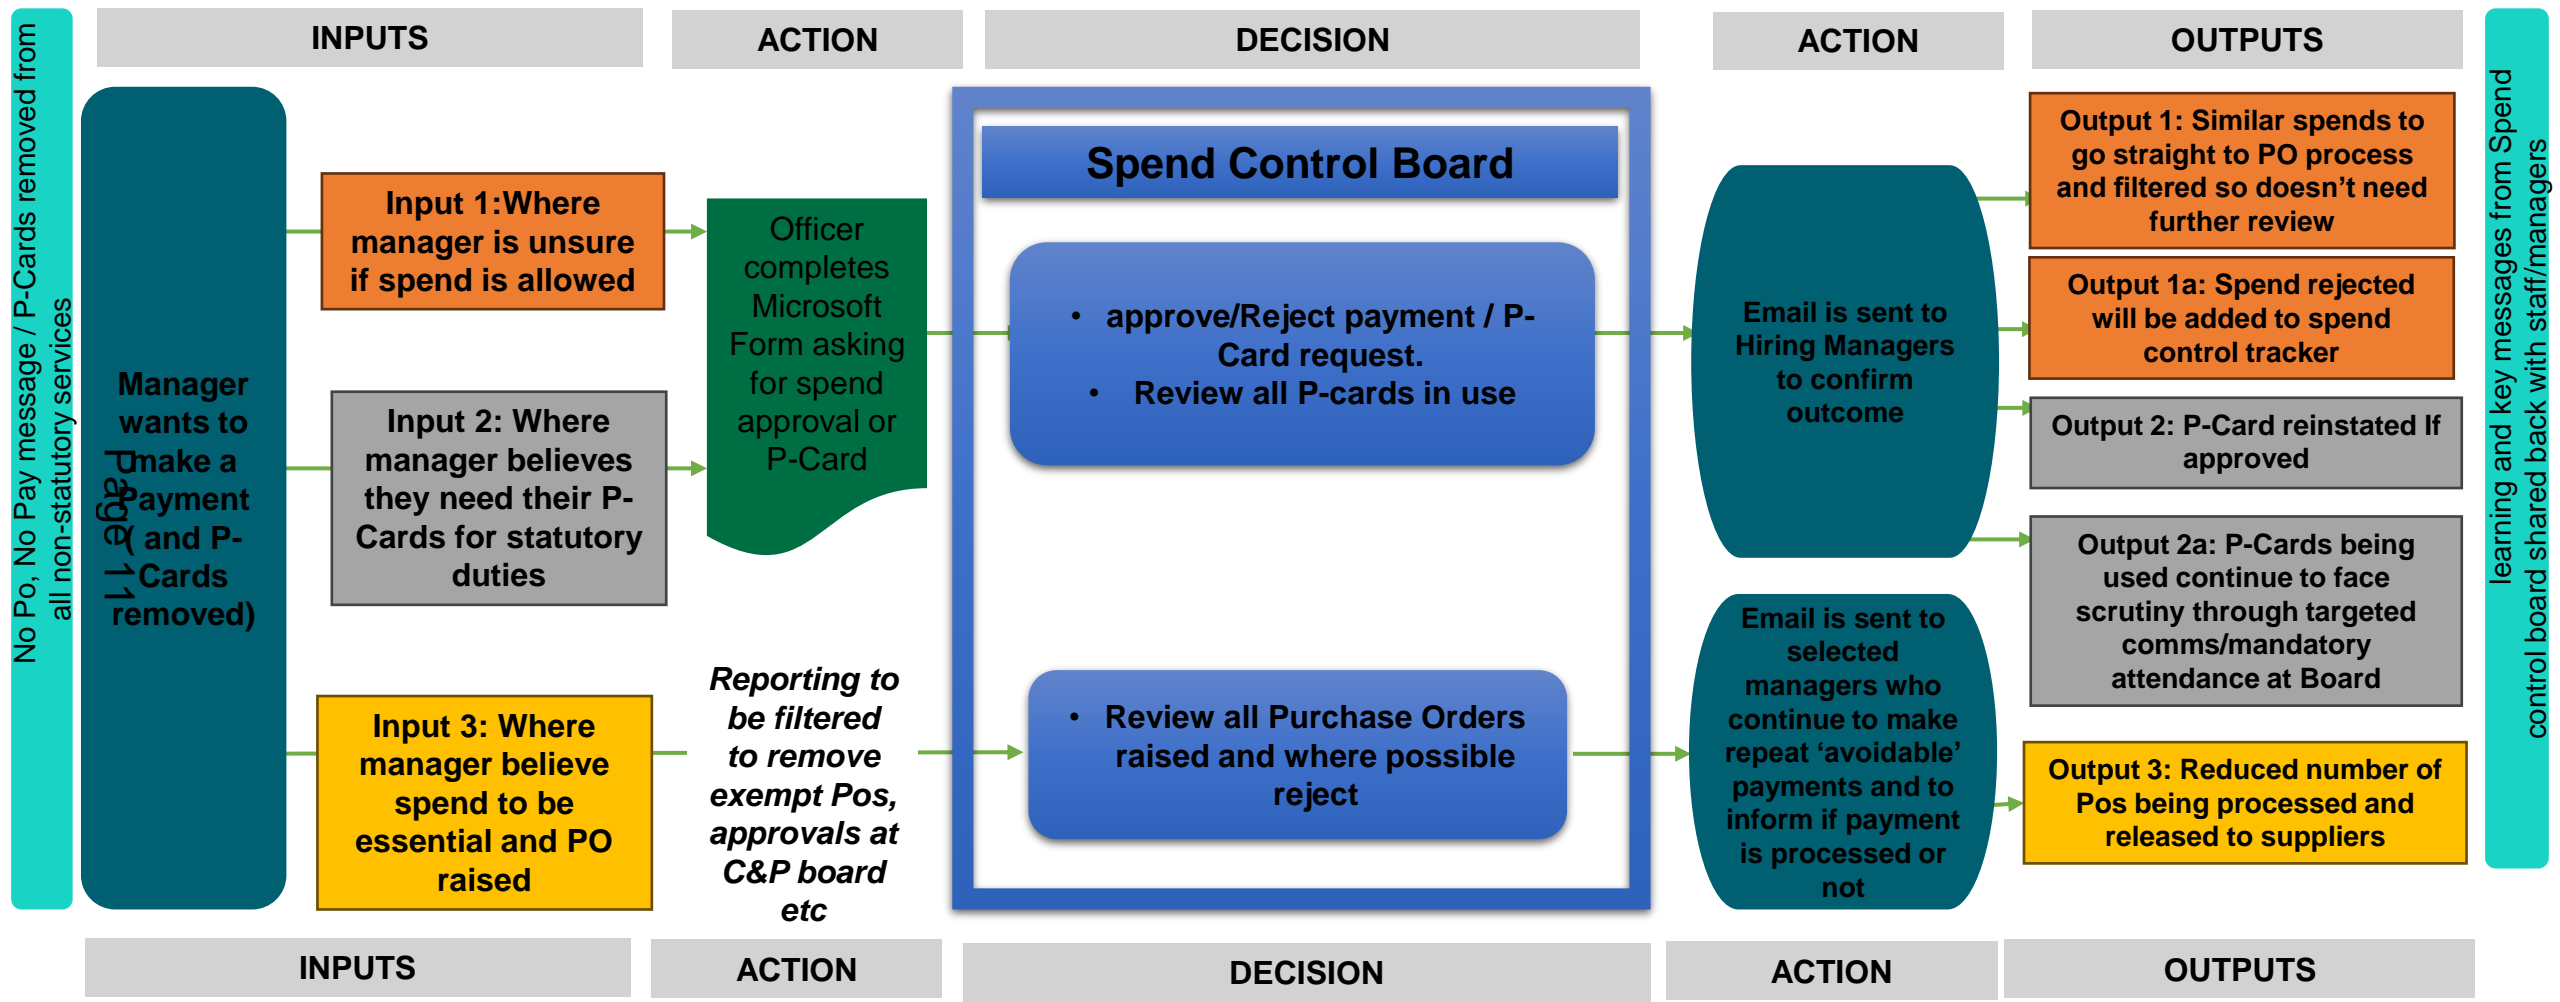 No Po, No Pay message / P-Cards removed from
all non-statutory services
INPUTS
ACTION
DECISION
ACTION
OUTPUTS
Manager
wants to
make a
Payment
( and P-
Cards
removed)
Page 11
Input 1:Where
manager is unsure
if spend is allowed
Input 2: Where
manager believes
they need their P-
Cards for statutory
duties
Input 3: Where
manager believe
spend to be
essential and PO
raised
Officer
completes
Microsoft
Form asking
for spend
approval or
P-Card
Reporting to
be filtered
to remove
exempt Pos,
approvals at
C&P board
etc
Spend Control Board
• approve/Reject payment / P-
Card request.
• Review all P-cards in use
• Review all Purchase Orders
raised and where possible
reject
Email is sent to
Hiring Managers
to confirm
outcome
Email is sent to
selected
managers who
continue to make
repeat ‘avoidable’
payments and to
inform if payment
is processed or
not
Output 1: Similar spends to
go straight to PO process
and filtered so doesn’t need
further review
Output 1a: Spend rejected
will be added to spend
control tracker
Output 2: P-Card reinstated If
approved
Output 2a: P-Cards being
used continue to face
scrutiny through targeted
comms/mandatory
attendance at Board
Output 3: Reduced number of
Pos being processed and
released to suppliers
learning and key messages from Spend
control board shared back with staff/managers
INPUTS
ACTION
DECISION
ACTION
OUTPUTS